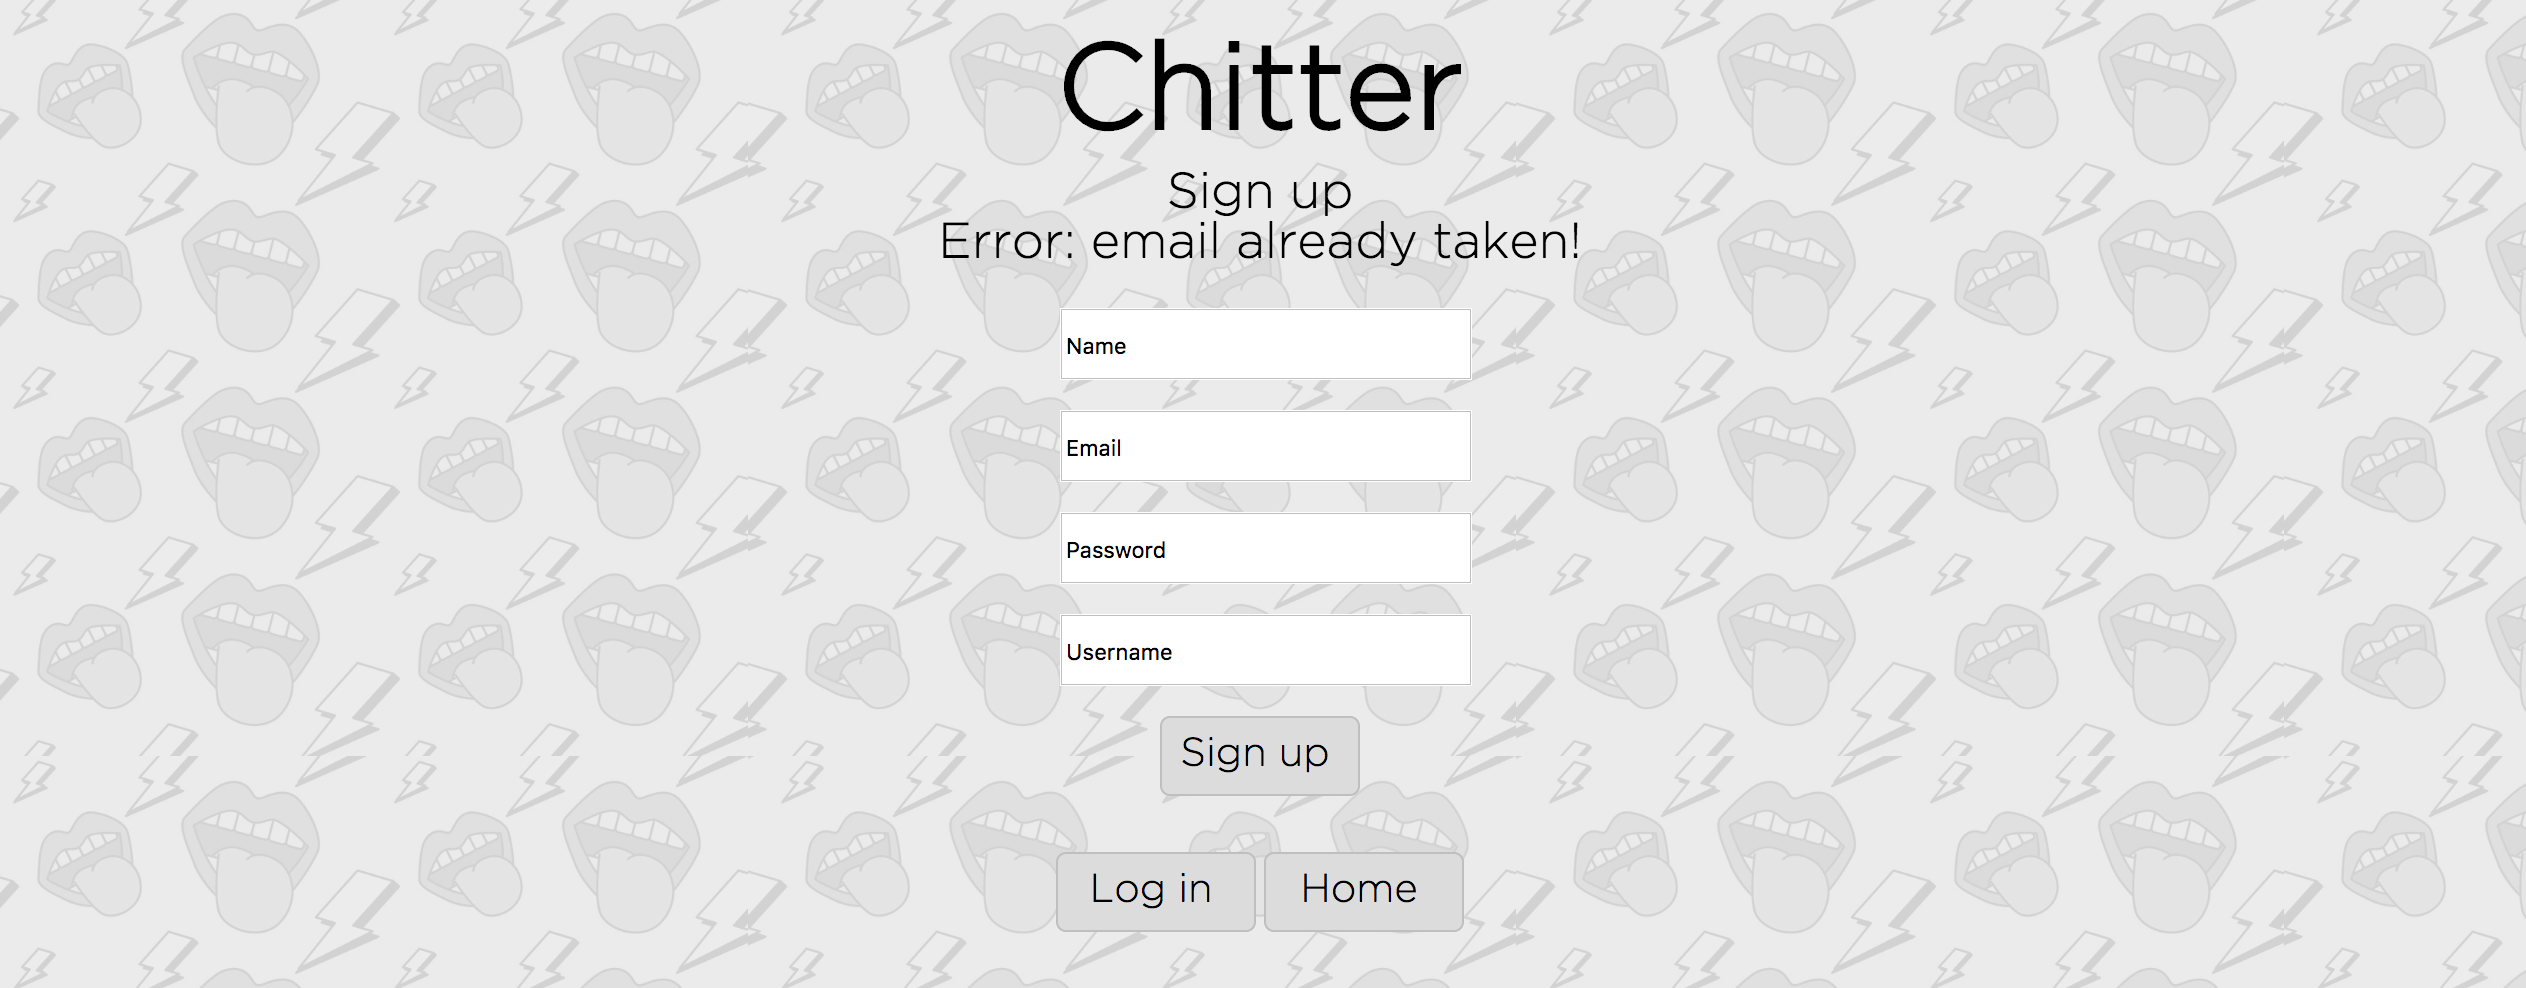 Chitter
Sign up
Error: email already taken!
Name
Email
Password
Username
Sign up
Log in
Home